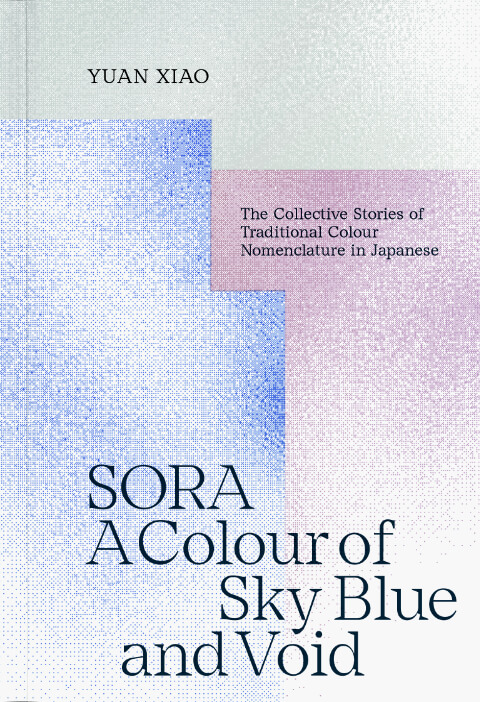 YUAN XIAO
The Collective Stories of
Traditional Colour
Nomenclature in Japanese
SORA
A Colour of
Sky Blue
and Void